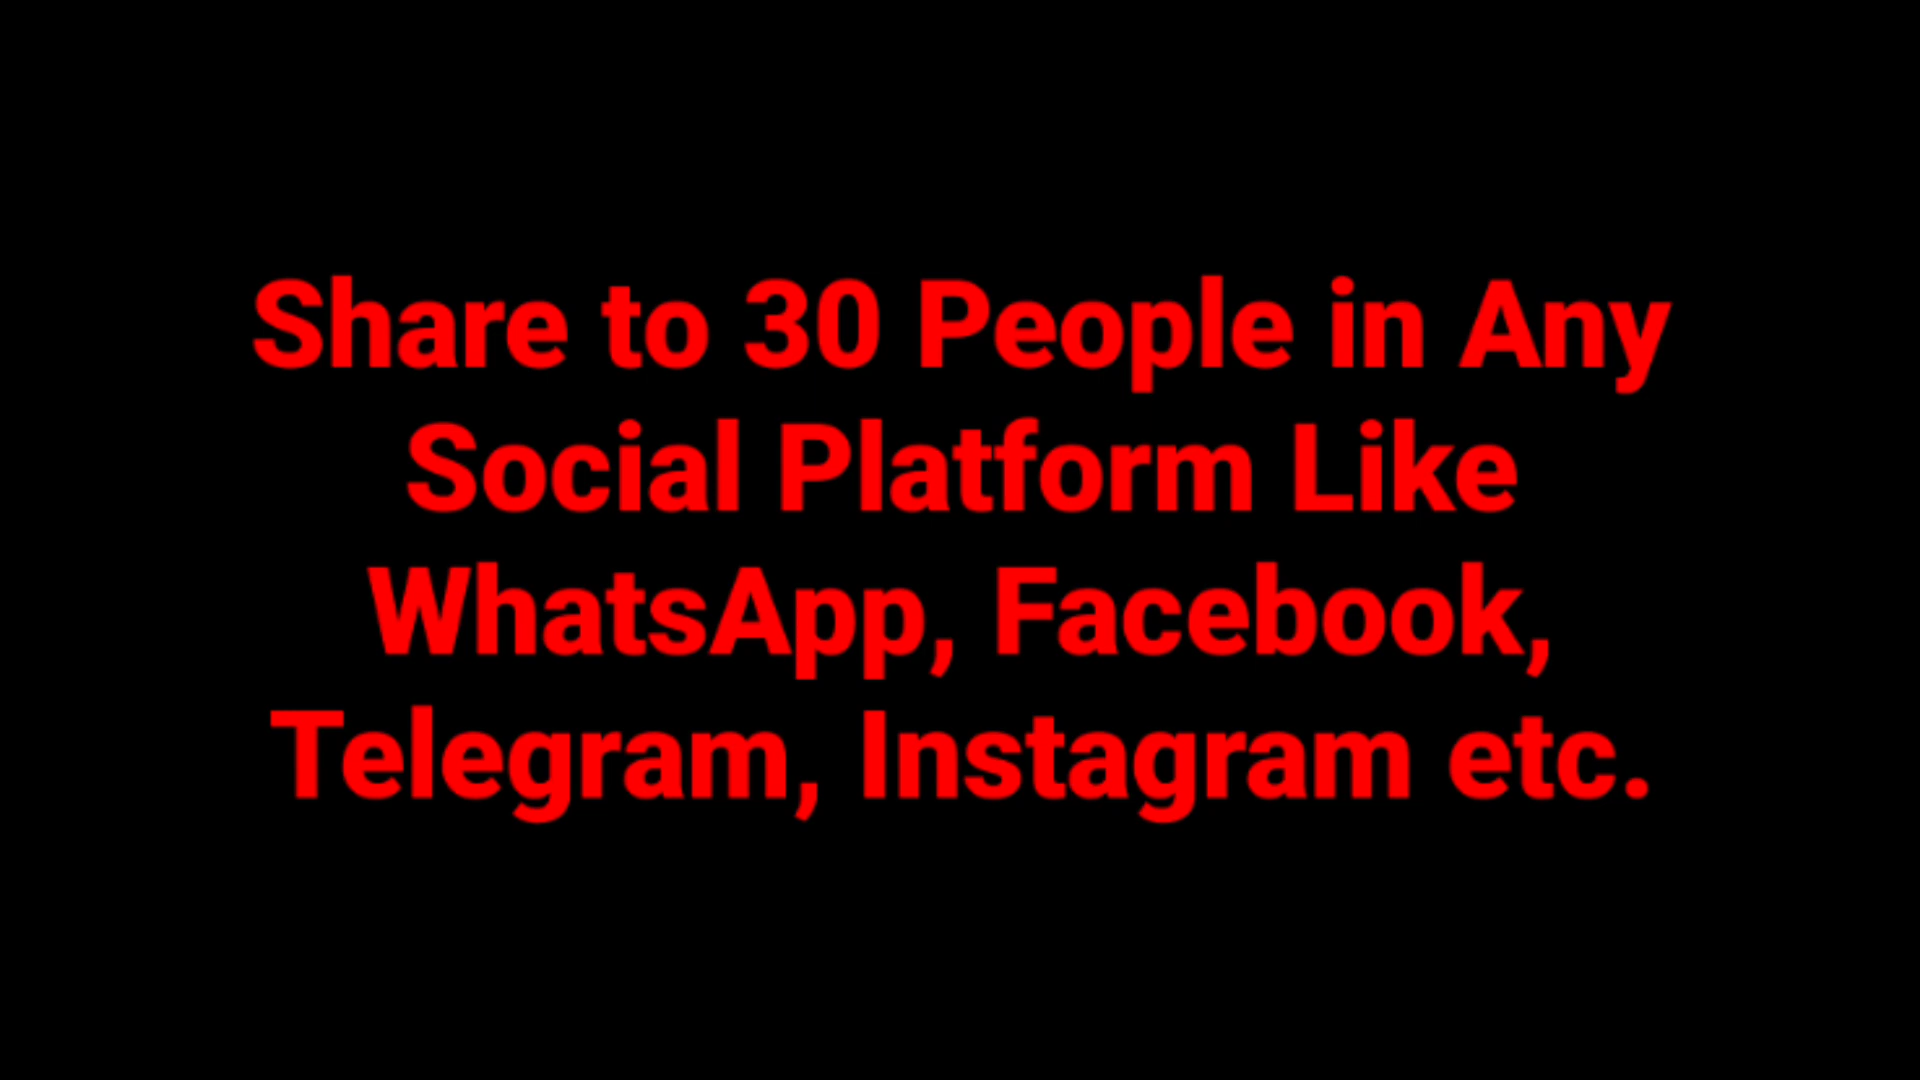 Share to 30 People in Any
Social Platform Like
WhatsApp, Facebook,
Telegram, Instagram etc.